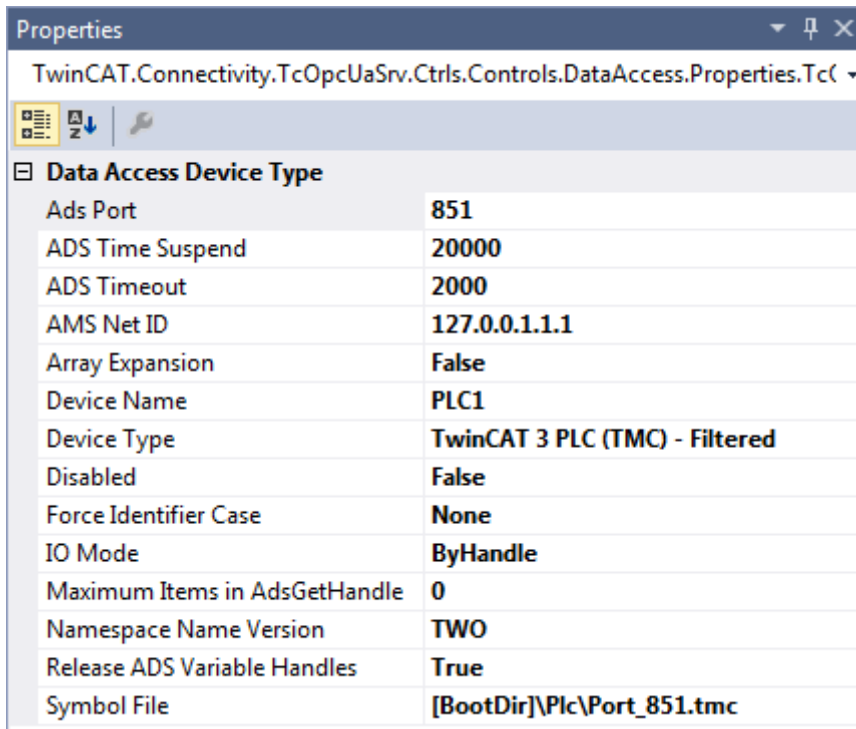 Properties
TwinCAT.Connectivity.TcOpcUaSrv.Ctrls.Controls.DataAccess.Properties.Tc(
Data Access Device Type
Ads Port 851
ADS Time Suspend 20000
ADS Timeout 2000
AMS Net ID 127.0.0.1.1.1
Array Expansion False
Device Name PLC1
Device Type TwinCAT 3 PLC (TMC) - Filtered
Disabled False
Force Identifier Case None
IO Mode ByHandle
Maximum Items in AdsGetHandle 0
Namespace Name Version TWO
Release ADS Variable Handles True
Symbol File [BootDir]\Plc\Port_851.tmc